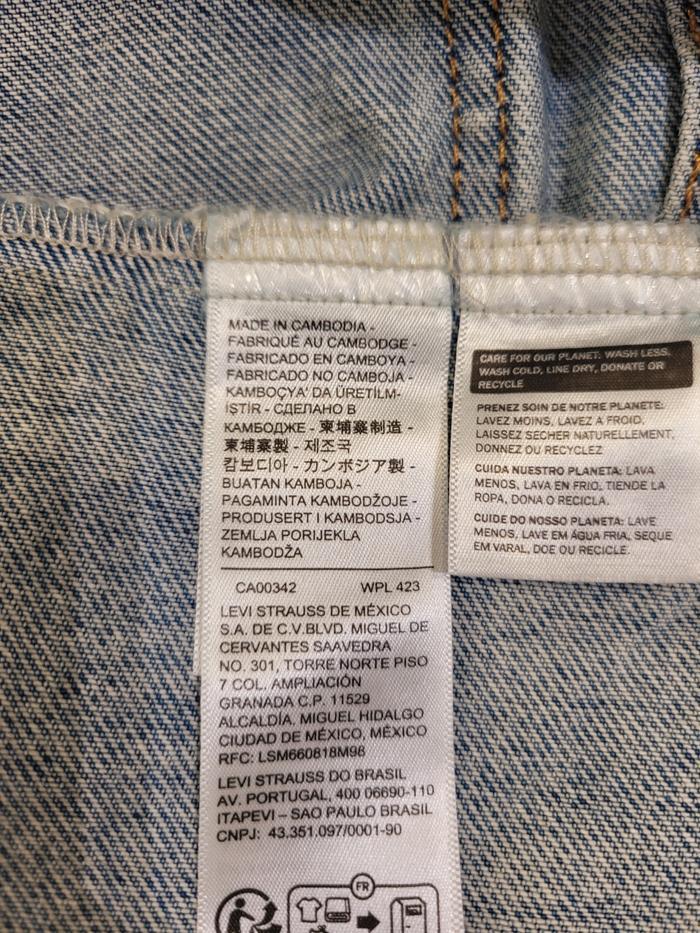 MADE IN CAMBODIA -
FABRIQUÉ AU CAMBODGE -
FABRICADO EN CAMBOYA -
FABRICADO NO CAMBOJA -
KAMBOÇYA' DA ÜRETİLM-
İŞTİR - СДЕЛАНО В
КАМБОДЖЕ - 柬埔寨制造 -
柬埔寨製 - 제조국
캄보디아 - カンボジア製 -
BUATAN KAMBOJA -
PAGAMINTA KAMBODŽOJE -
PRODUSERT I KAMBODSJA -
ZEMLJA PORIJEKLA
KAMBODŽA
CA00342 WPL 423
LEVI STRAUSS DE MÉXICO
S.A. DE C.V.BLVD. MIGUEL DE
CERVANTES SAAVEDRA
NO. 301, TORRE NORTE PISO
7 COL. AMPLIACIÓN
GRANADA C.P. 11529
ALCALDÍA. MIGUEL HIDALGO
CIUDAD DE MÉXICO, MÉXICO
RFC: LSM660818M98
LEVI STRAUSS DO BRASIL
AV. PORTUGAL, 400 06690-110
ITAPEVI – SAO PAULO BRASIL
CNPJ: 43.351.097/0001-90
FR
CARE FOR OUR PLANET: WASH LESS,
WASH COLD, LINE DRY, DONATE OR
RECYCLE
PRENEZ SOIN DE NOTRE PLANETE:
LAVEZ MOINS, LAVEZ A FROID,
LAISSEZ SÉCHER NATURELLEMENT,
DONNEZ OU RECYCLEZ
CUIDA NUESTRO PLANETA: LAVA
MENOS, LAVA EN FRIO, TIENDE LA
ROPA, DONA O RECICLA.
CUIDE DO NOSSO PLANETA: LAVE
MENOS, LAVE EM ÁGUA FRIA, SEQUE
EM VARAL, DOE OU RECICLE.